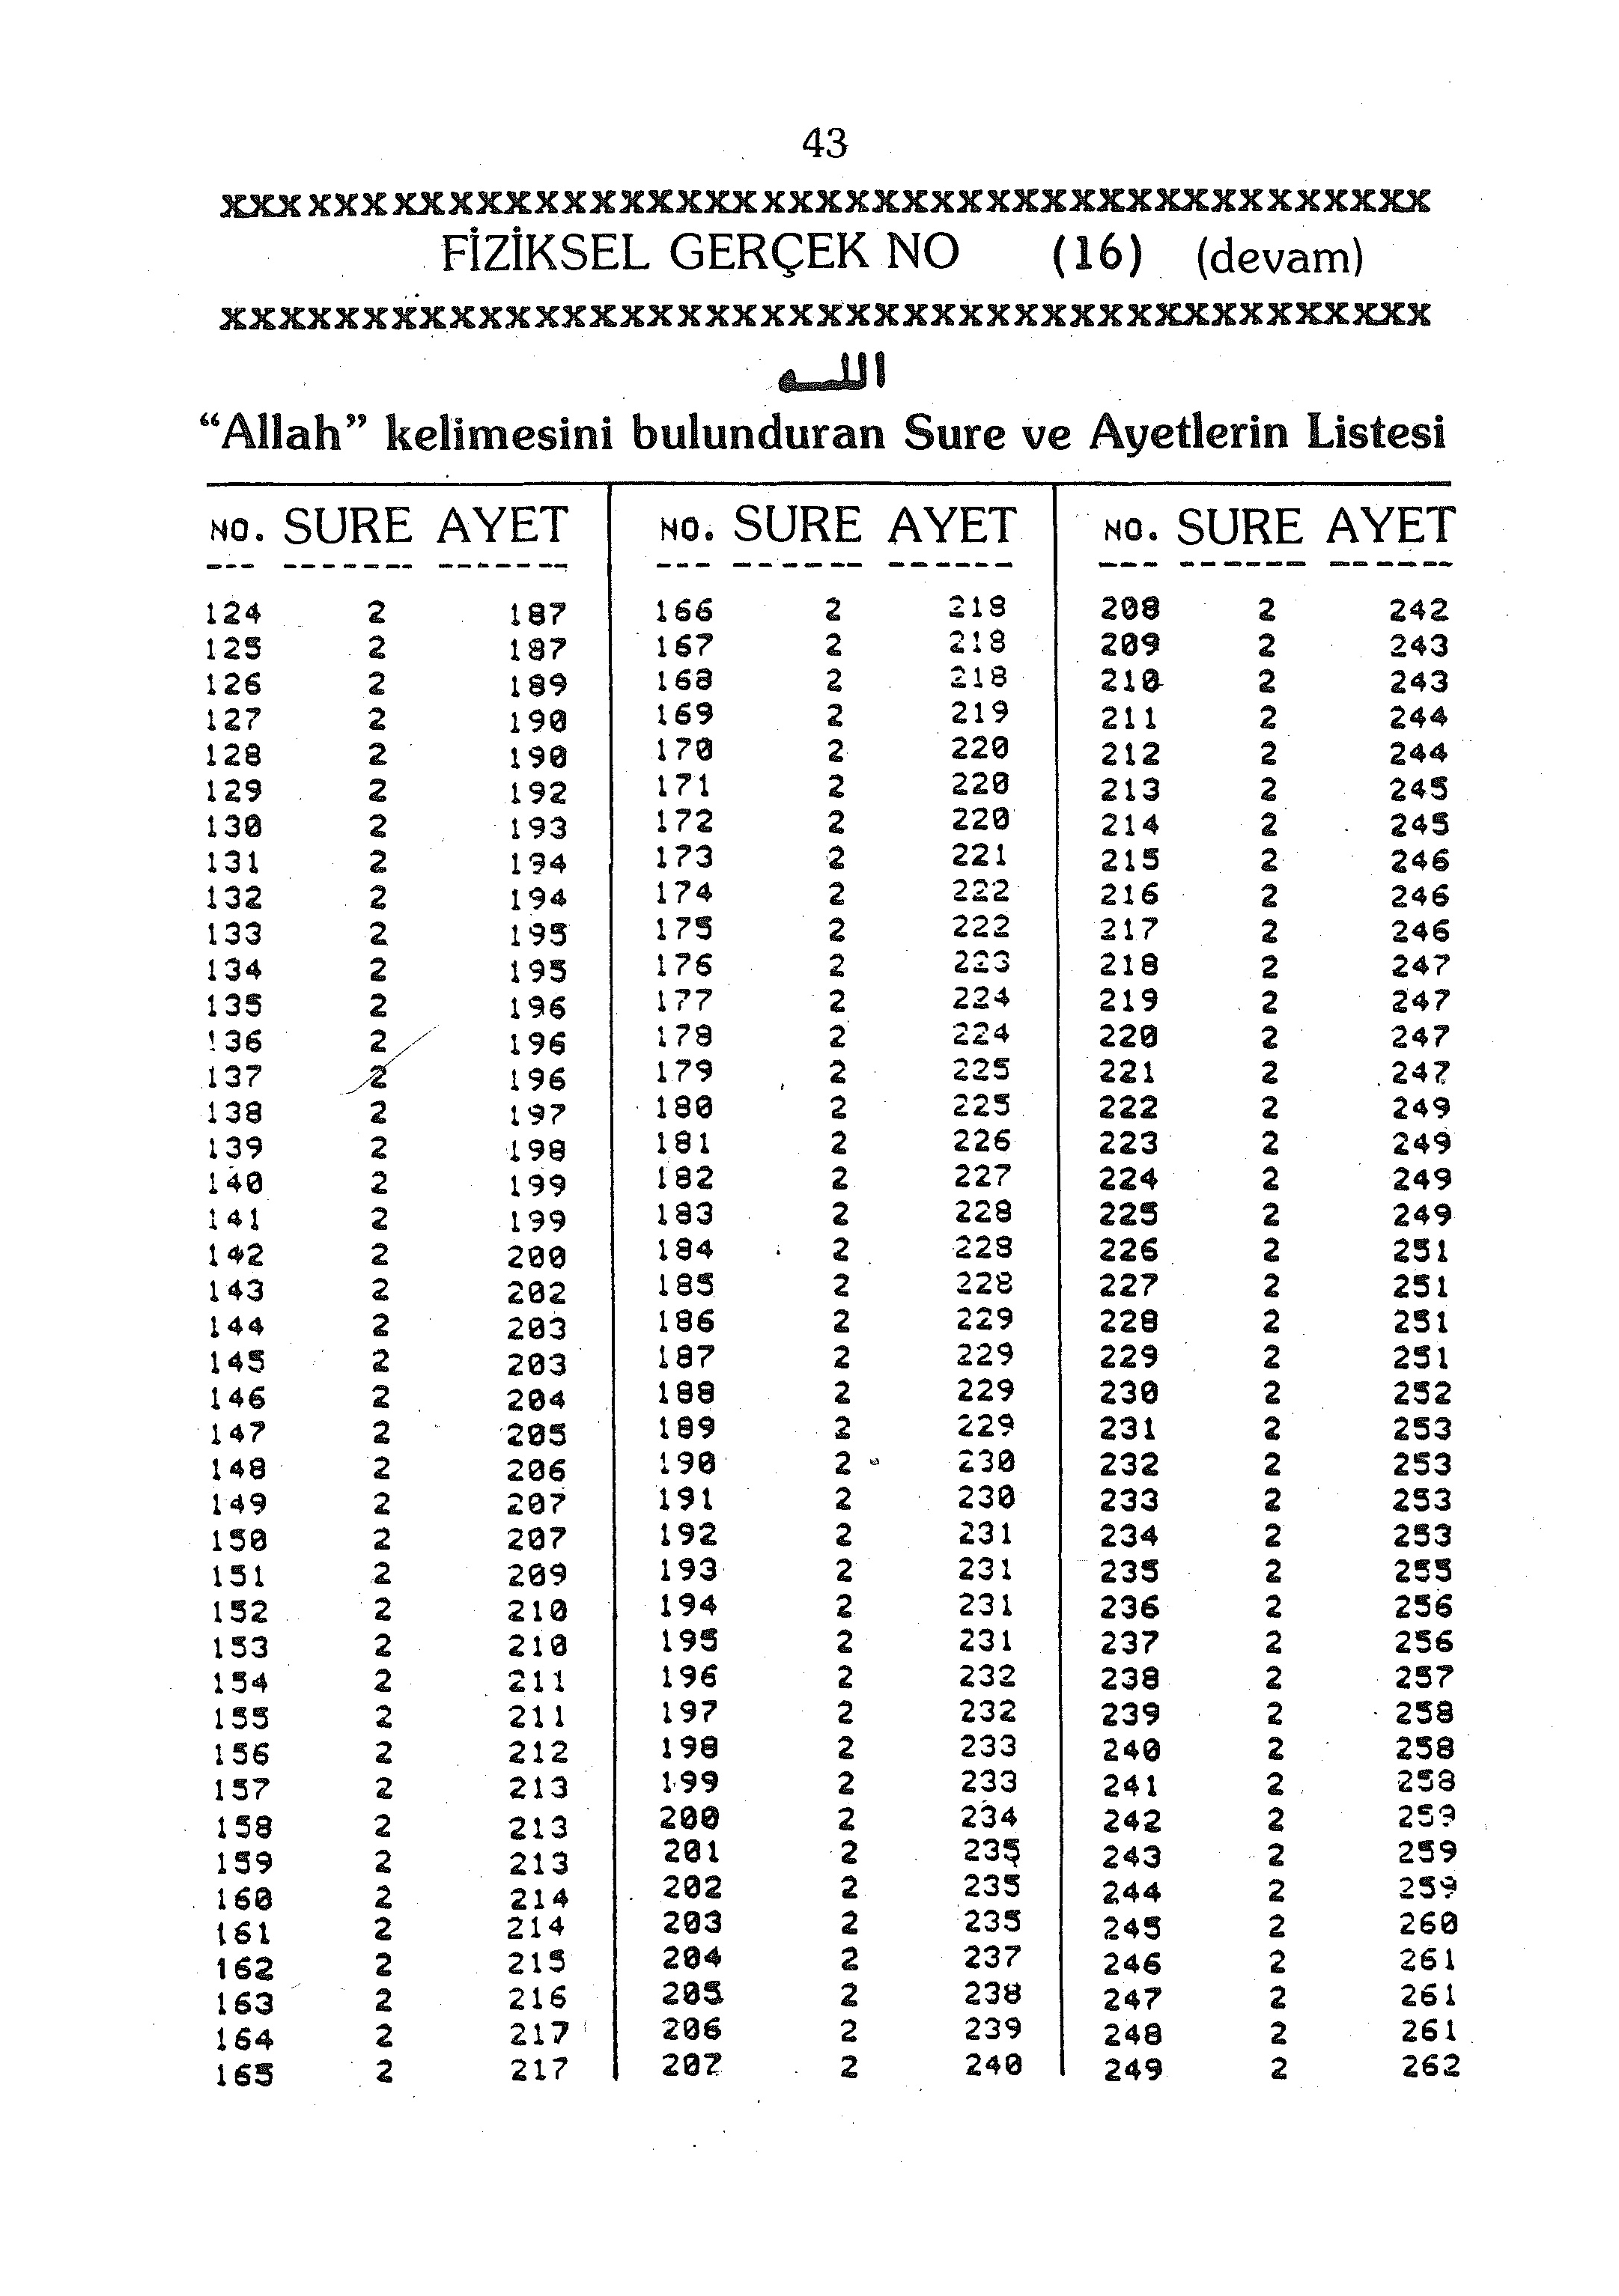 43
XXXXXXXXXXXXXXXXXXXXXXXXXXXXXXXXXXXXXXXXXXX
FİZİKSEL GERÇEK NO (16) (devam)
XXXXXXXXXXXXXXXXXXXXXXXXXXXXXXXXXXXXXXXXXXX
اللـه
“Allah” kelimesini bulunduran Sure ve Ayetlerin Listesi
NO. SURE AYET NO. SURE AYET NO. SURE AYET
--- ------- ------- --- ------- ------- --- ------- -------
124 2 187 166 2 218 208 2 242
125 2 187 167 2 218 209 2 243
126 2 189 168 2 218 210 2 243
127 2 190 169 2 219 211 2 244
128 2 190 170 2 220 212 2 244
129 2 192 171 2 220 213 2 245
130 2 193 172 2 220 214 2 245
131 2 194 173 2 221 215 2 246
132 2 194 174 2 222 216 2 246
133 2 195 175 2 222 217 2 246
134 2 195 176 2 223 218 2 247
135 2 196 177 2 224 219 2 247
136 2 196 178 2 224 220 2 247
137 2 196 179 2 225 221 2 247
138 2 197 180 2 225 222 2 249
139 2 198 181 2 226 223 2 249
140 2 199 182 2 227 224 2 249
141 2 199 183 2 228 225 2 249
142 2 200 184 2 228 226 2 251
143 2 202 185 2 228 227 2 251
144 2 203 186 2 229 228 2 251
145 2 203 187 2 229 229 2 251
146 2 204 188 2 229 230 2 252
147 2 205 189 2 229 231 2 253
148 2 206 190 2 230 232 2 253
149 2 207 191 2 230 233 2 253
150 2 207 192 2 231 234 2 253
151 2 209 193 2 231 235 2 255
152 2 210 194 2 231 236 2 256
153 2 210 195 2 231 237 2 256
154 2 211 196 2 232 238 2 257
155 2 211 197 2 232 239 2 258
156 2 212 198 2 233 240 2 258
157 2 213 199 2 233 241 2 258
158 2 213 200 2 234 242 2 259
159 2 213 201 2 235 243 2 259
160 2 214 202 2 235 244 2 259
161 2 214 203 2 235 245 2 260
162 2 215 204 2 237 246 2 261
163 2 216 205 2 238 247 2 261
164 2 217 206 2 239 248 2 261
165 2 217 207 2 240 249 2 262